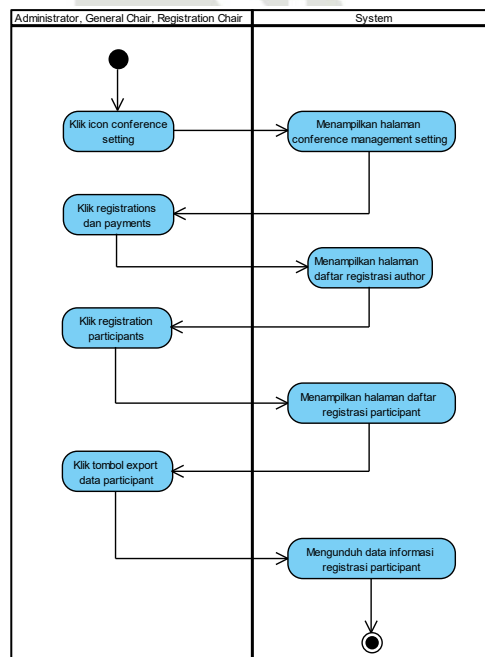 Administrator, General Chair, Registration Chair
System
Klik icon conference
setting
Menampilkan halaman
conference management setting
Klik registrations
dan payments
Menampilkan halaman
daftar registrasi author
Klik registration
participants
Menampilkan halaman daftar
registrasi participant
Klik tombol export
data participant
Mengunduh data informasi
registrasi participant